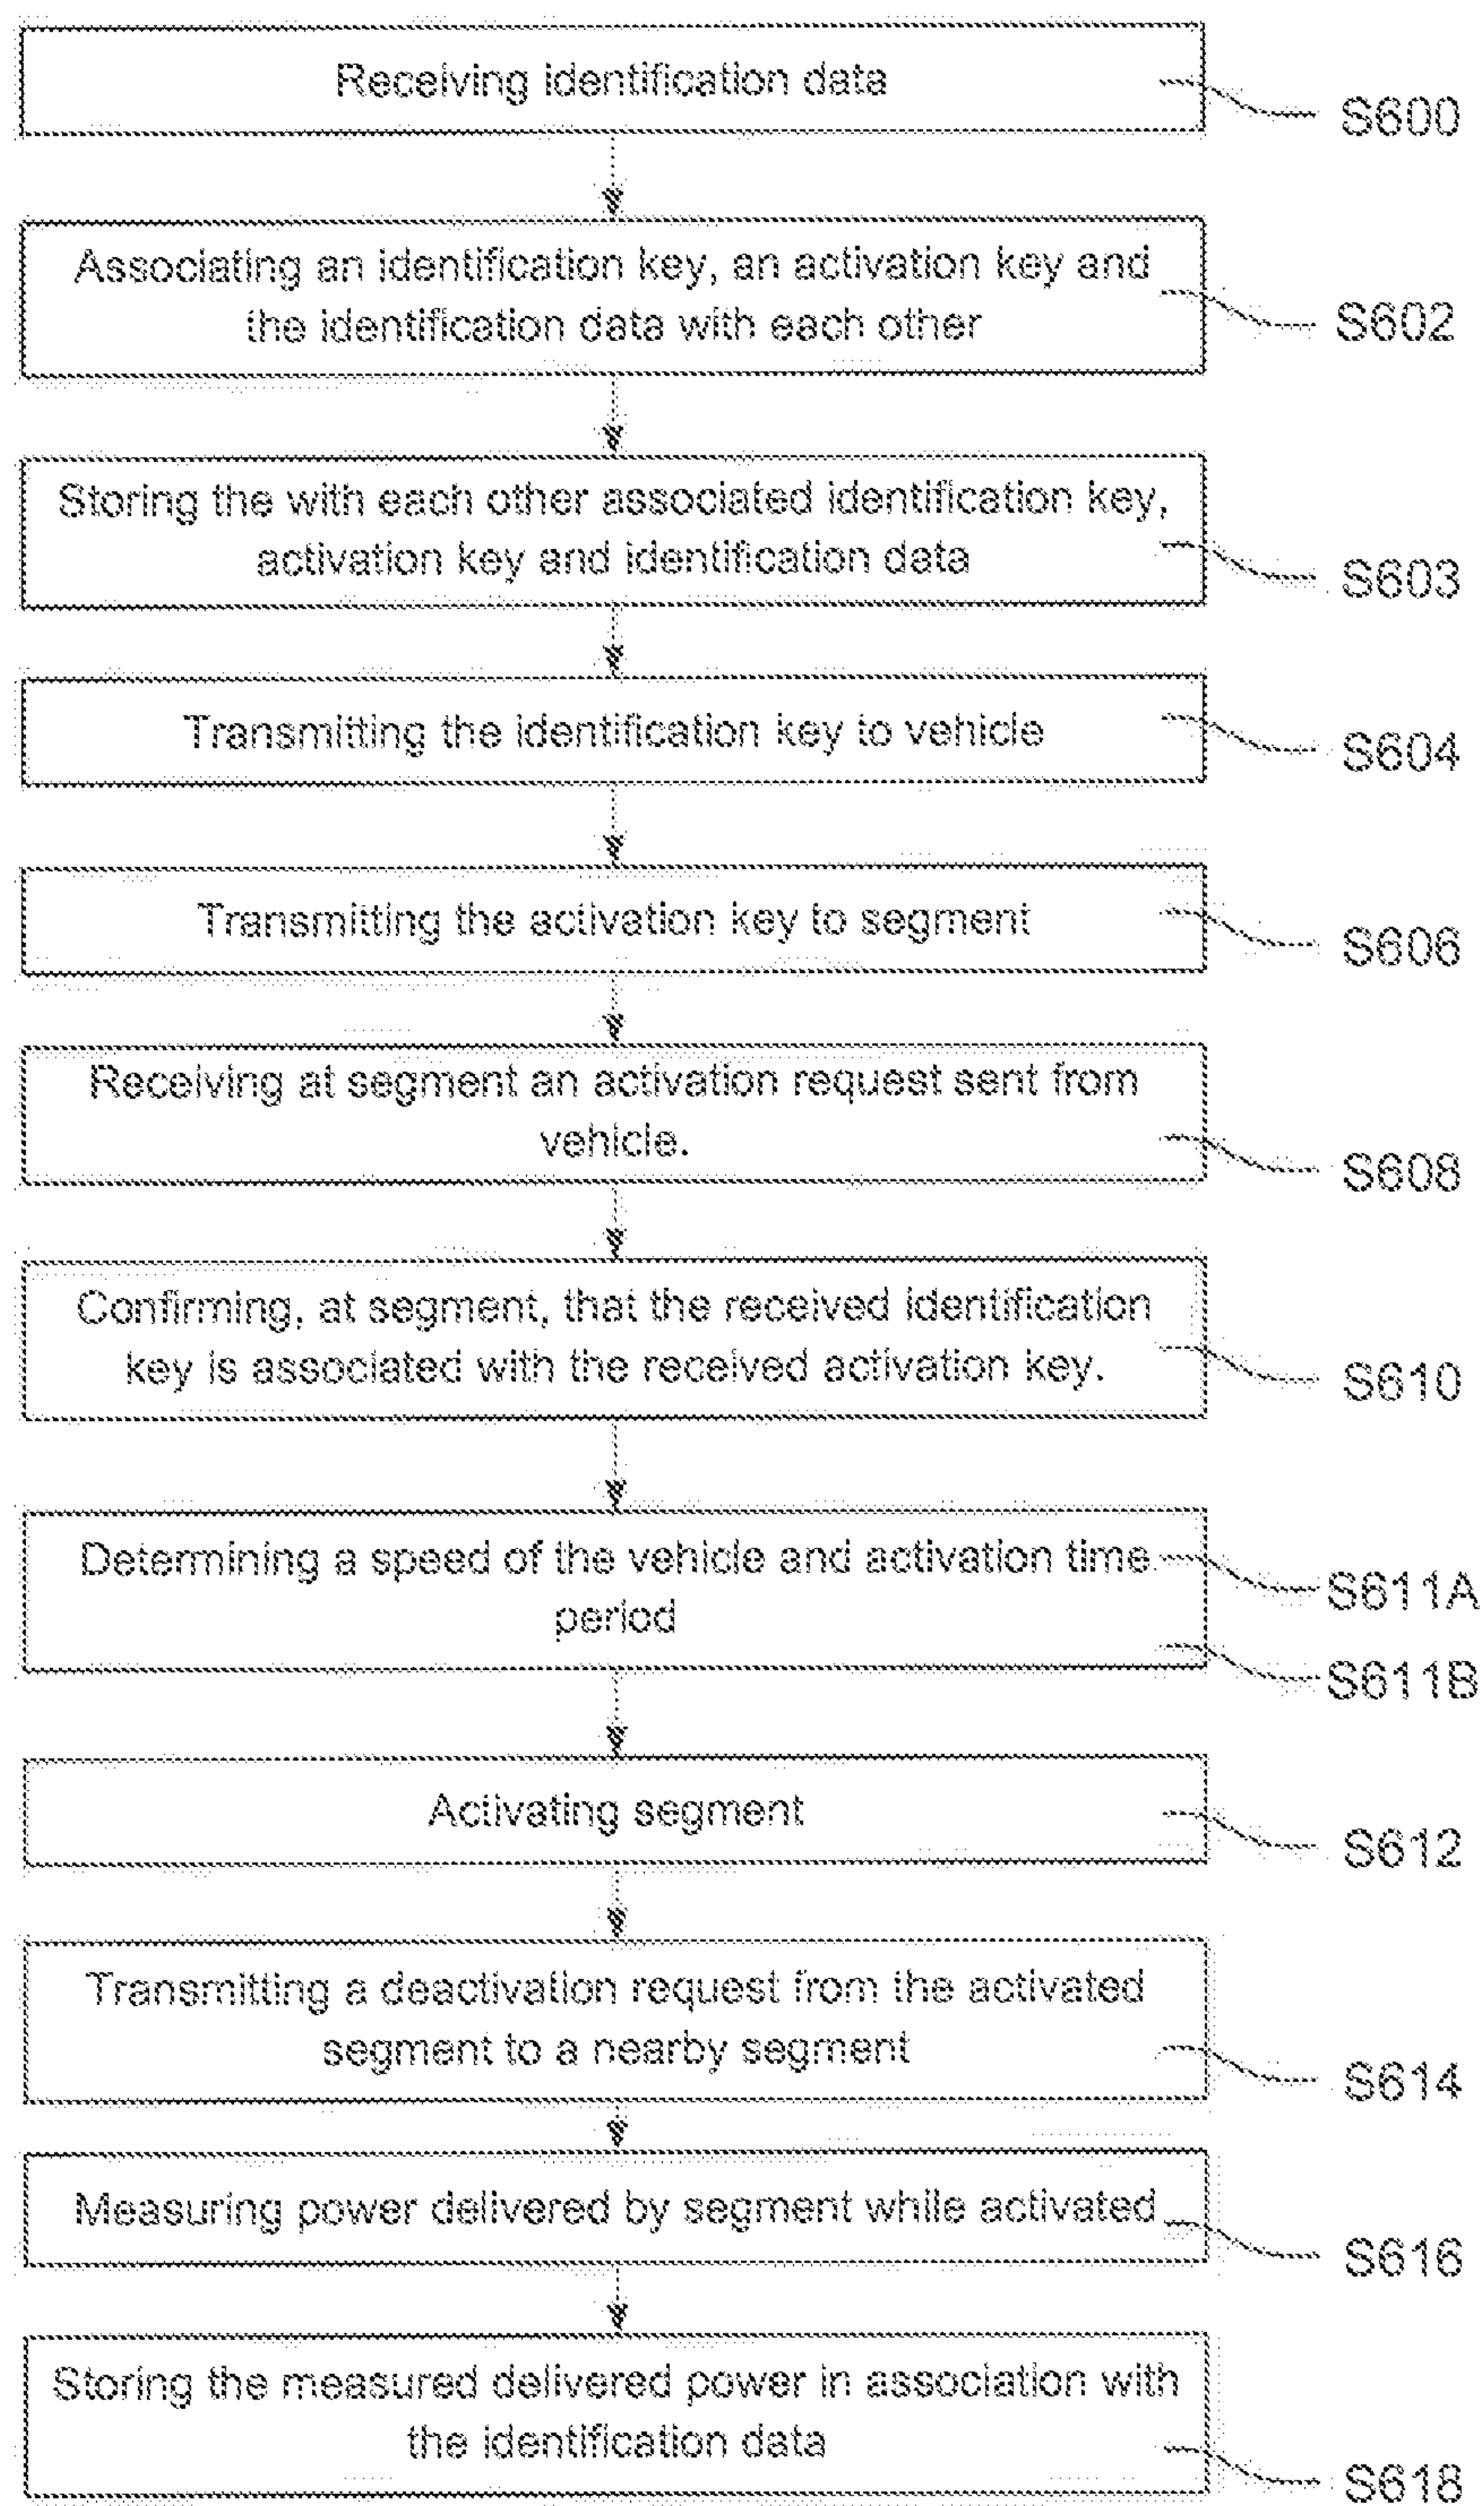 Receiving identification data
S600
Associating an identification key, an activation key and
the identification data with each other
S602
Storing the with each other associated identification key,
activation key and identification data
S603
Transmitting the identification key to vehicle
S604
Transmitting the activation key to segment
S606
Receiving at segment an activation request sent from
vehicle.
S608
Confirming, at segment, that the received identification
key is associated with the received activation key.
S610
Determining a speed of the vehicle and activation time
period
S611A
S611B
Activating segment
S612
Transmitting a deactivation request from the activated
segment to a nearby segment
S614
Measuring power delivered by segment while activated
S616
Storing the measured delivered power in association with
the identification data
S618